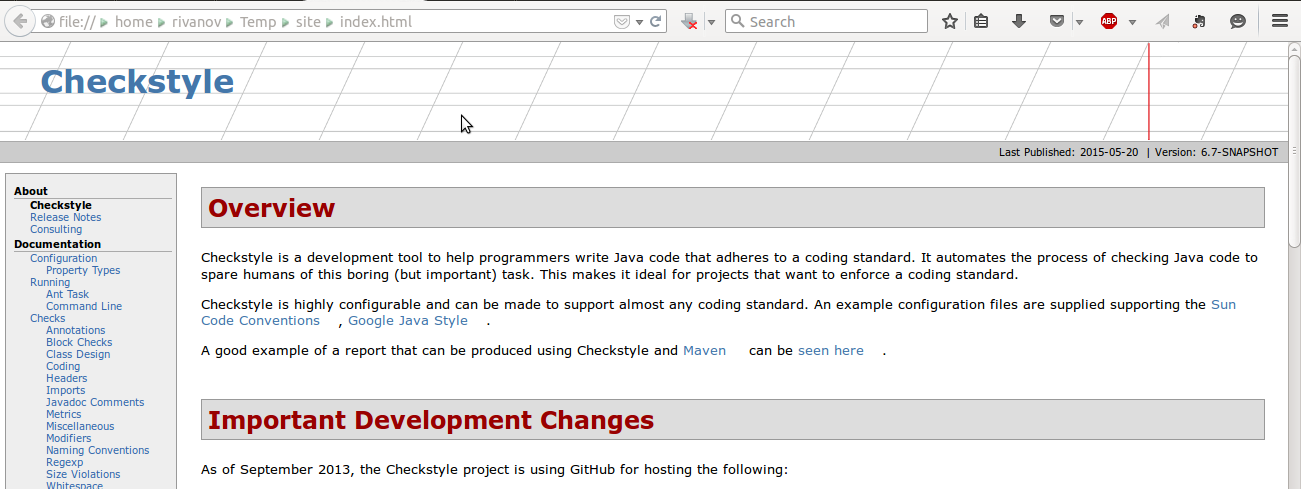 file:// home rivanov Temp site index.html
Search
ABP
Checkstyle
Last Published: 2015-05-20 | Version: 6.7-SNAPSHOT
About
Checkstyle
Release Notes
Consulting
Documentation
Configuration
Property Types
Running
Ant Task
Command Line
Checks
Annotations
Block Checks
Class Design
Coding
Headers
Imports
Javadoc Comments
Metrics
Miscellaneous
Modifiers
Naming Conventions
Regexp
Size Violations
Whitespace
Overview
Checkstyle is a development tool to help programmers write Java code that adheres to a coding standard. It automates the process of checking Java code to
spare humans of this boring (but important) task. This makes it ideal for projects that want to enforce a coding standard.
Checkstyle is highly configurable and can be made to support almost any coding standard. An example configuration files are supplied supporting the Sun
Code Conventions , Google Java Style .
A good example of a report that can be produced using Checkstyle and Maven can be seen here .
Important Development Changes
As of September 2013, the Checkstyle project is using GitHub for hosting the following: